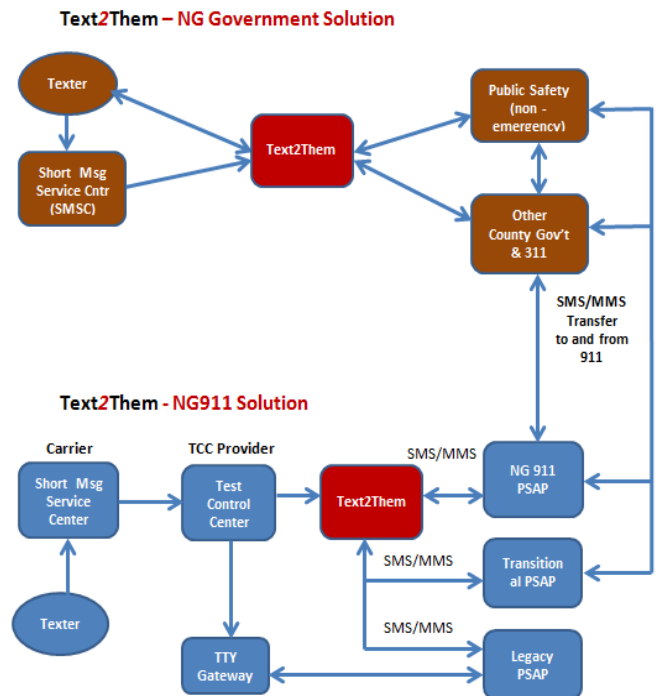 Text2Them – NG Government Solution
Texter
Public Safety
(non -
emergency)
Text2Them
Short Msg
Service Cntr
(SMSC)
Other
County Gov't
& 311
SMS/MMS
Transfer
to and from
911
Text2Them - NG911 Solution
Carrier
TCC Provider
SMS/MMS
Short Msg
Service
Center
Test
Control
Center
Text2Them
NG 911
PSAP
SMS/MMS
Transition
al PSAP
Texter
SMS/MMS
TTY
Gateway
Legacy
PSAP